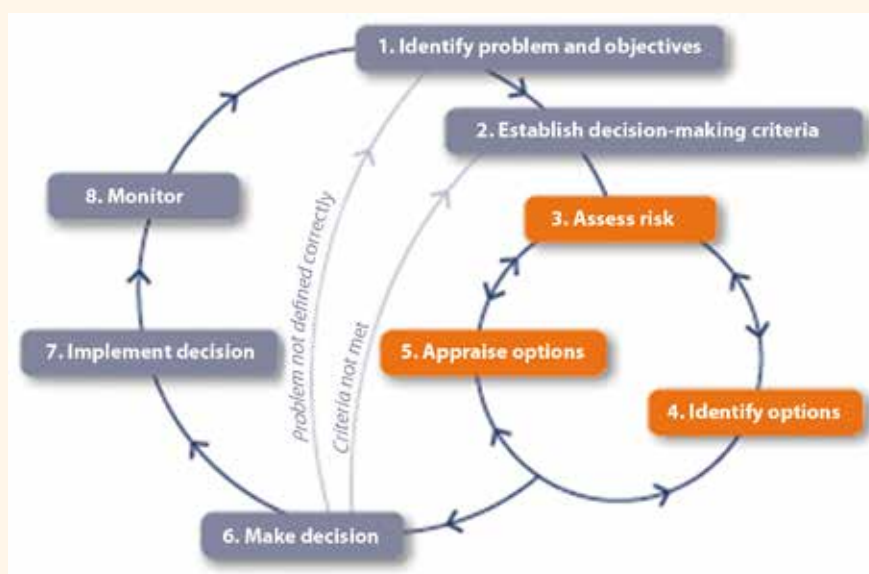 1. Identify problem and objectives
2. Establish decision-making criteria
3. Assess risk
4. Identify options
5. Appraise options
6. Make decision
7. Implement decision
8. Monitor
Problem not defined correctly
Criteria not met